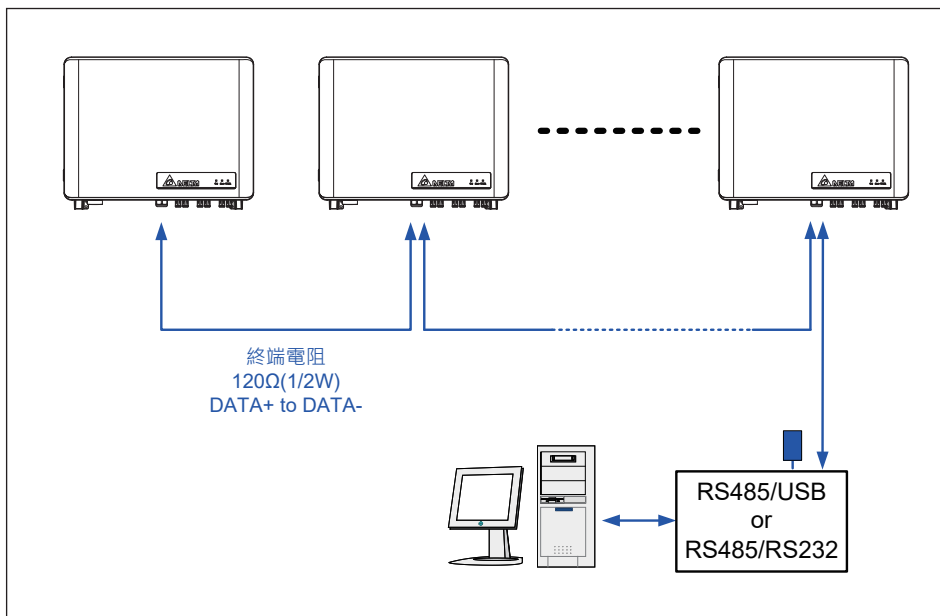 終端電阻
120Ω(1/2W)
DATA+ to DATA-
RS485/USB
or
RS485/RS232